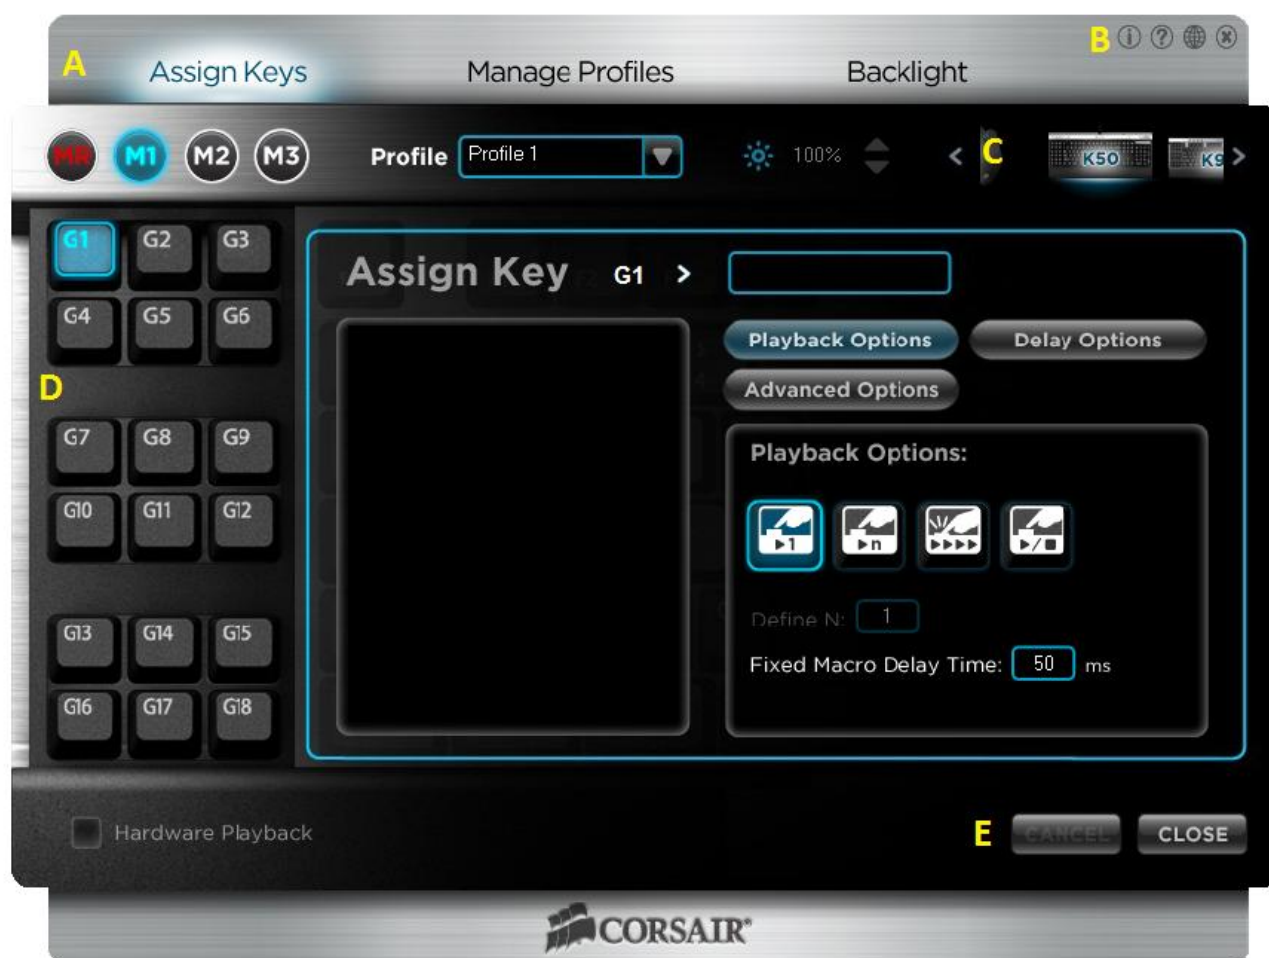 A Assign Keys Manage Profiles Backlight B
MR M1 M2 M3 Profile Profile 1 100% C K50 K9
G1 G2 G3
Assign Key G1 >
G4 G5 G6
Playback Options Delay Options
D
Advanced Options
G7 G8 G9
Playback Options:
G10 G11 G12
1 n
Define N: 1
G13 G14 G15
Fixed Macro Delay Time: 50 ms
G16 G17 G18
Hardware Playback E CANCEL CLOSE
CORSAIR